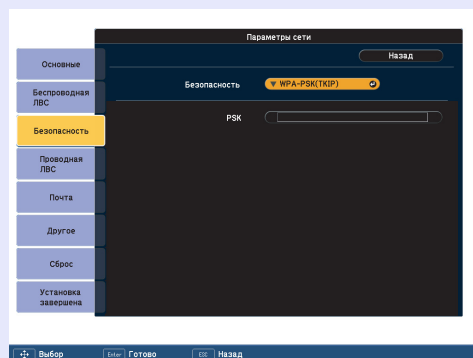 Параметры сети
Назад
Основные
Беспроводная
ЛВС
Безопасность
Проводная
ЛВС
Почта
Другое
Сброс
Установка
завершена
Безопасность
WPA-PSK(TKIP)
PSK
Выбор
Enter Готово
ESC Назад